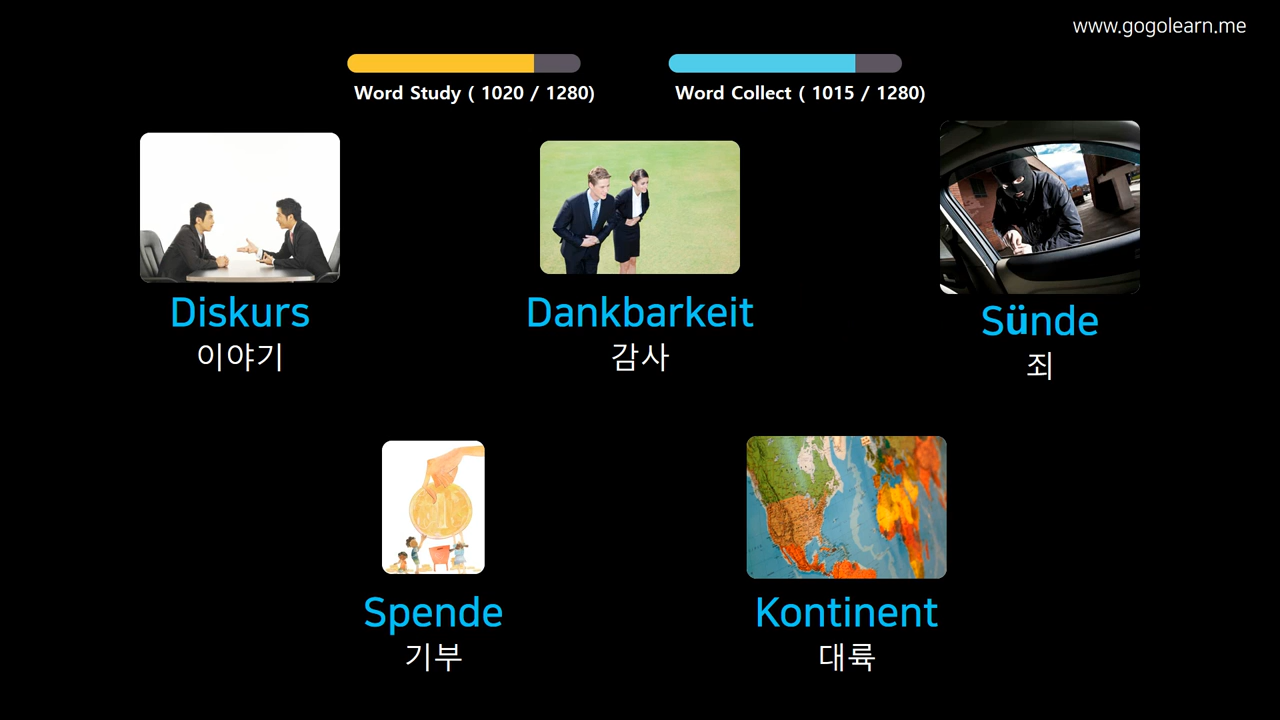 www.gogolearn.me
Word Study ( 1020 / 1280)
Word Collect ( 1015 / 1280)
Diskurs
이야기
Dankbarkeit
감사
Sünde
죄
Spende
기부
Kontinent
대륙